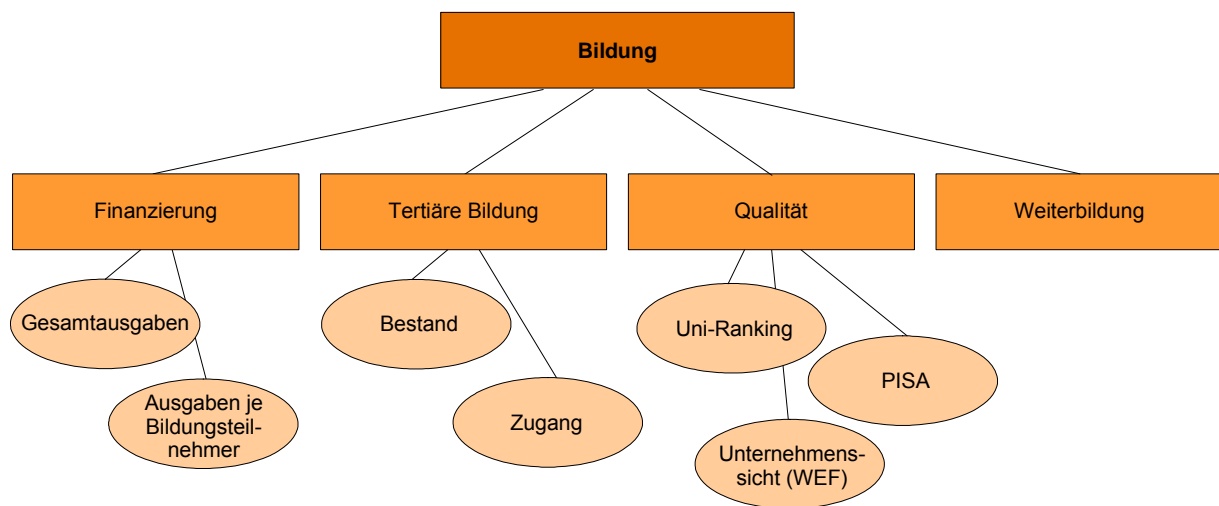 Bildung
Finanzierung
Tertiäre Bildung
Qualität
Weiterbildung
Gesamtausgaben
Ausgaben je
Bildungsteil-
nehmer
Bestand
Zugang
Uni-Ranking
PISA
Unternehmens-
sicht (WEF)